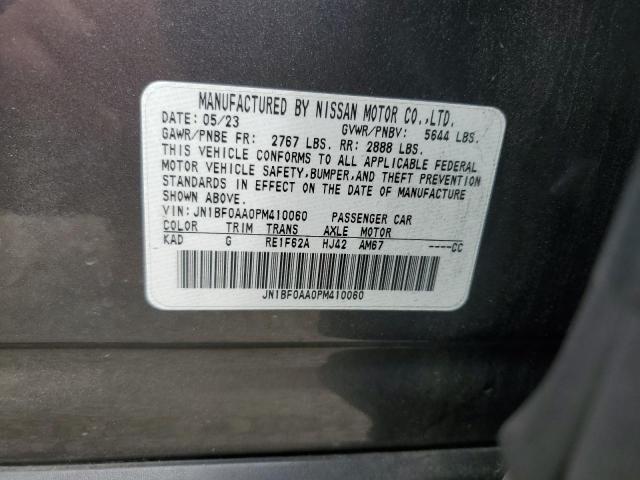 MANUFACTURED BY NISSAN MOTOR CO.,LTD.
DATE: 05/23 GVWR/PNBV: 5644 LBS.
GAWR/PNBE FR: 2767 LBS. RR: 2888 LBS.
THIS VEHICLE CONFORMS TO ALL APPLICABLE FEDERAL
MOTOR VEHICLE SAFETY,BUMPER,AND THEFT PREVENTION
STANDARDS IN EFFECT ON THE DATE OF MANUFACTURE
SHOWN ABOVE.
VIN: JN1BF0AA0PM410060 PASSENGER CAR
COLOR TRIM TRANS AXLE MOTOR
KAD G RE1F62A HJ42 AM67 ----CC
JN1BF0AA0PM410060